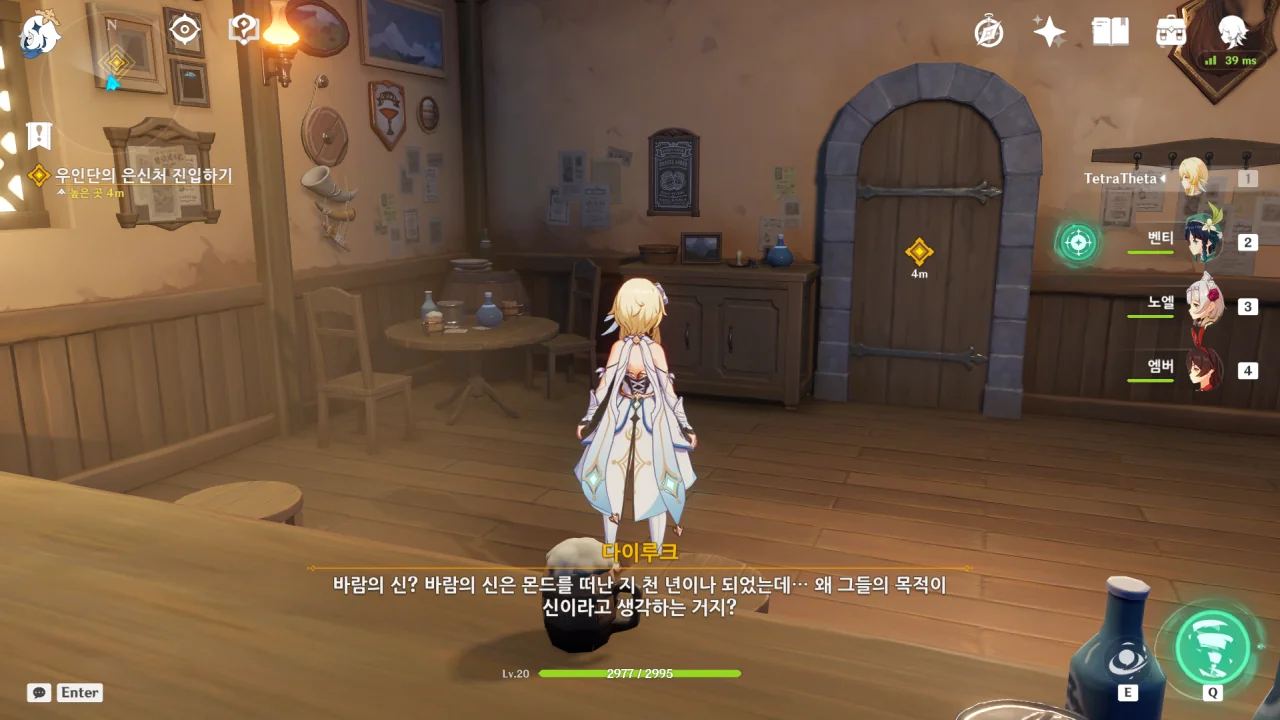 N
39 ms
우인단의 은신처 진입하기
높은 곳 4m
TetraTheta
1
벤티
2
4m
노엘
3
엠버
4
다이루크
바람의 신? 바람의 신은 몬드를 떠난 지 천 년이나 되었는데… 왜 그들의 목적이
신이라고 생각하는 거지?
Lv.20
2977 / 2995
Enter
E
Q